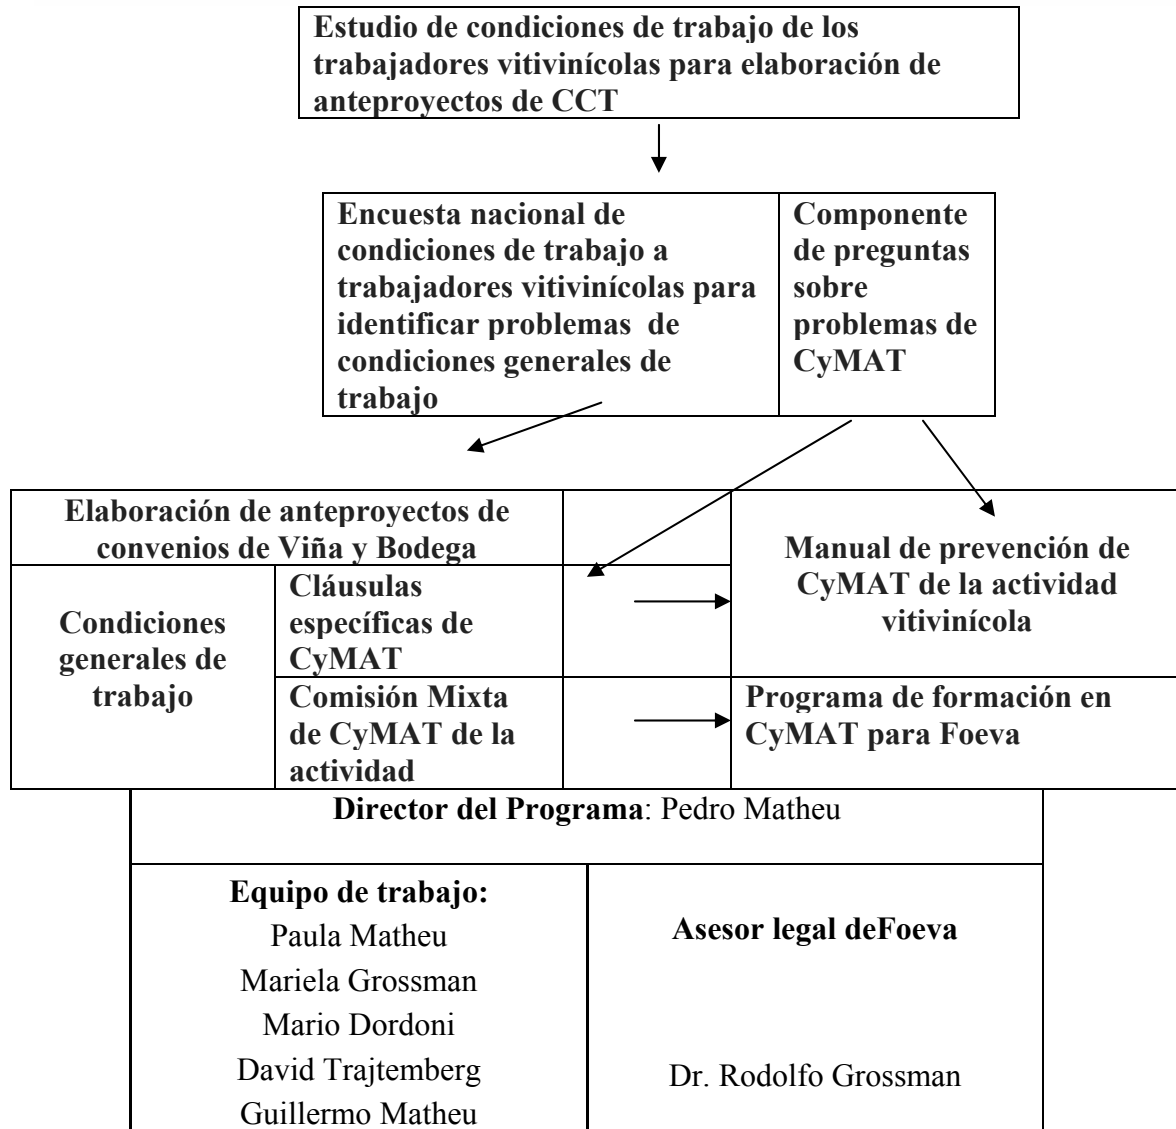 Estudio de condiciones de trabajo de los
trabajadores vitivinícolas para elaboración de
anteproyectos de CCT
Encuesta nacional de
condiciones de trabajo a
trabajadores vitivinícolas para
identificar problemas de
condiciones generales de
trabajo
Componente
de preguntas
sobre
problemas de
CyMAT
Elaboración de anteproyectos de
convenios de Viña y Bodega
Condiciones
generales de
trabajo
Cláusulas
específicas de
CyMAT
Comisión Mixta
de CyMAT de la
actividad
Manual de prevención de
CyMAT de la actividad
vitivinícola
Programa de formación en
CyMAT para Foeva
Director del Programa: Pedro Matheu
Equipo de trabajo:
Paula Matheu
Mariela Grossman
Mario Dordoni
David Trajtemberg
Guillermo Matheu
Asesor legal deFoeva
Dr. Rodolfo Grossman